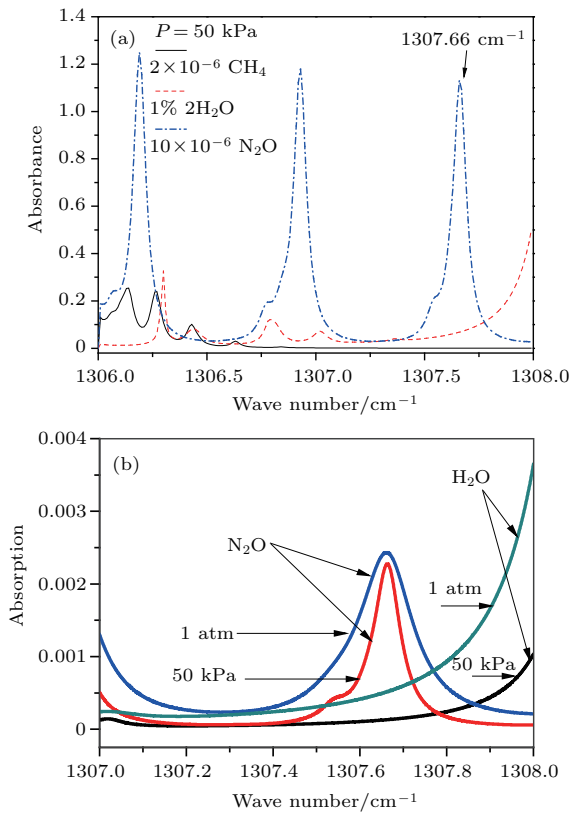 (a)
P = 50 kPa
2×10⁻⁶ CH₄
1% 2H₂O
10×10⁻⁶ N₂O
1307.66 cm⁻¹
Absorbance
1.4
1.2
1.0
0.8
0.6
0.4
0.2
0
1306.0 1306.5 1307.0 1307.5 1308.0
Wave number/cm⁻¹
(b)
Absorption
0.004
0.003
0.002
0.001
0
H₂O
N₂O
1 atm
1 atm
50 kPa
50 kPa
1307.0 1307.2 1307.4 1307.6 1307.8 1308.0
Wave number/cm⁻¹